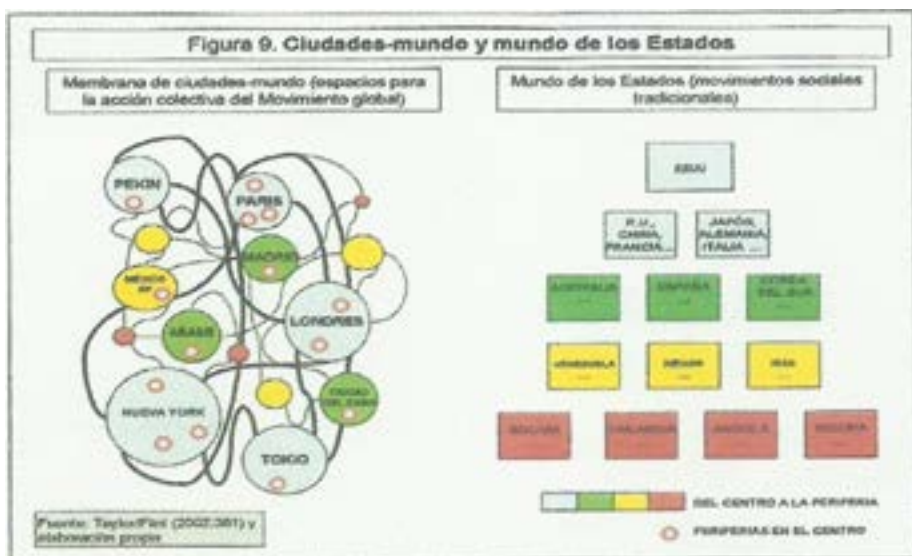 Figura 9. Ciudades-mundo y mundo de los Estados
Membrana de ciudades-mundo (espacios para
la acción colectiva del Movimiento global)
Mundo de los Estados (movimientos sociales
tradicionales)
PEKIN
PARIS
MADRID
MÉXICO
DF
LONDRES
NUEVA YORK
TOKIO
EEUU
R.U.,
CHINA,
FRANCIA...
JAPÓN,
ALEMANIA,
ITALIA ...
AUSTRALIA
...
ESPAÑA
...
COREA
DEL SUR
...
VENEZUELA
...
MÉXICO
...
...
...
ANGOLA
...
...
DEL CENTRO A LA PERIFERIA
PERIFERIAS EN EL CENTRO
Fuente: Taylor/Flint (2002,381) y
elaboración propia